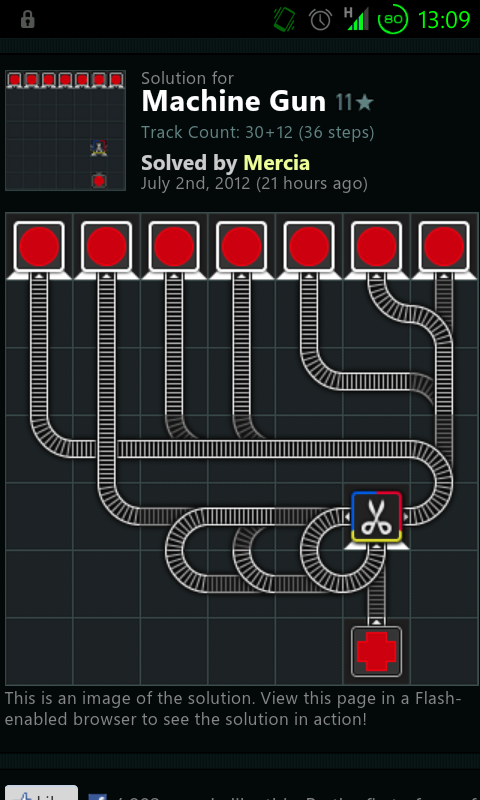 H 80 13:09
Solution for
Machine Gun 11★
Track Count: 30+12 (36 steps)
Solved by Mercia
July 2nd, 2012 (21 hours ago)
This is an image of the solution. View this page in a Flash-
enabled browser to see the solution in action!